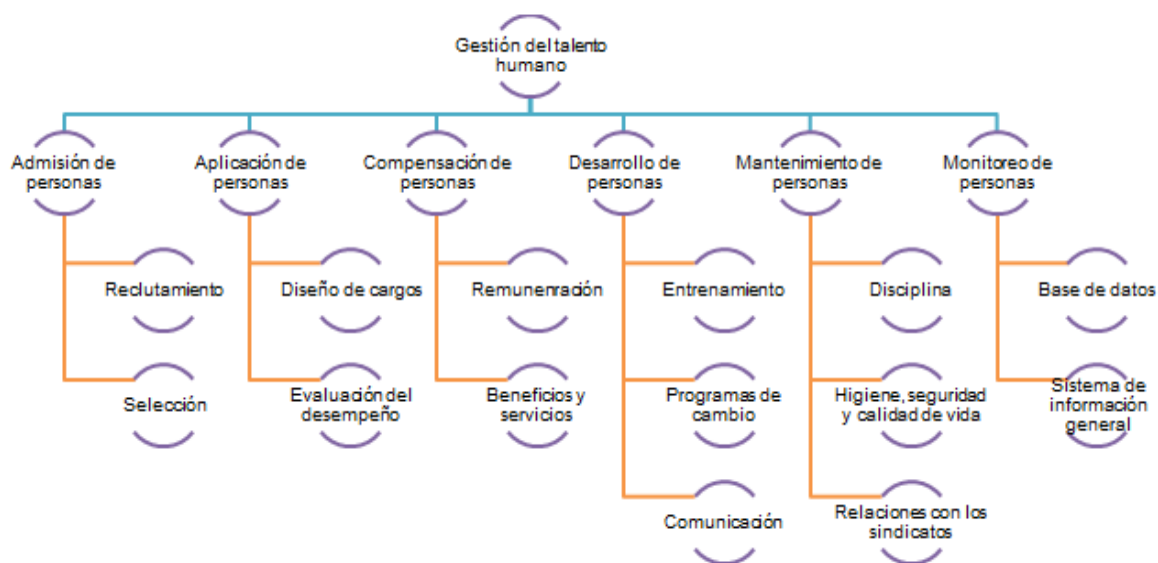 Gestión del talento
humano
Admisión de
personas
Aplicación de
personas
Compensación de
personas
Desarrollo de
personas
Mantenimiento de
personas
Monitoreo de
personas
Reclutamiento
Diseño de cargos
Remunenración
Entrenamiento
Disciplina
Base de datos
Selección
Evaluación del
desempeño
Beneficios y
servicios
Programas de
cambio
Higiene, seguridad
y calidad de vida
Sistema de
información
general
Comunicación
Relaciones con los
sindicatos